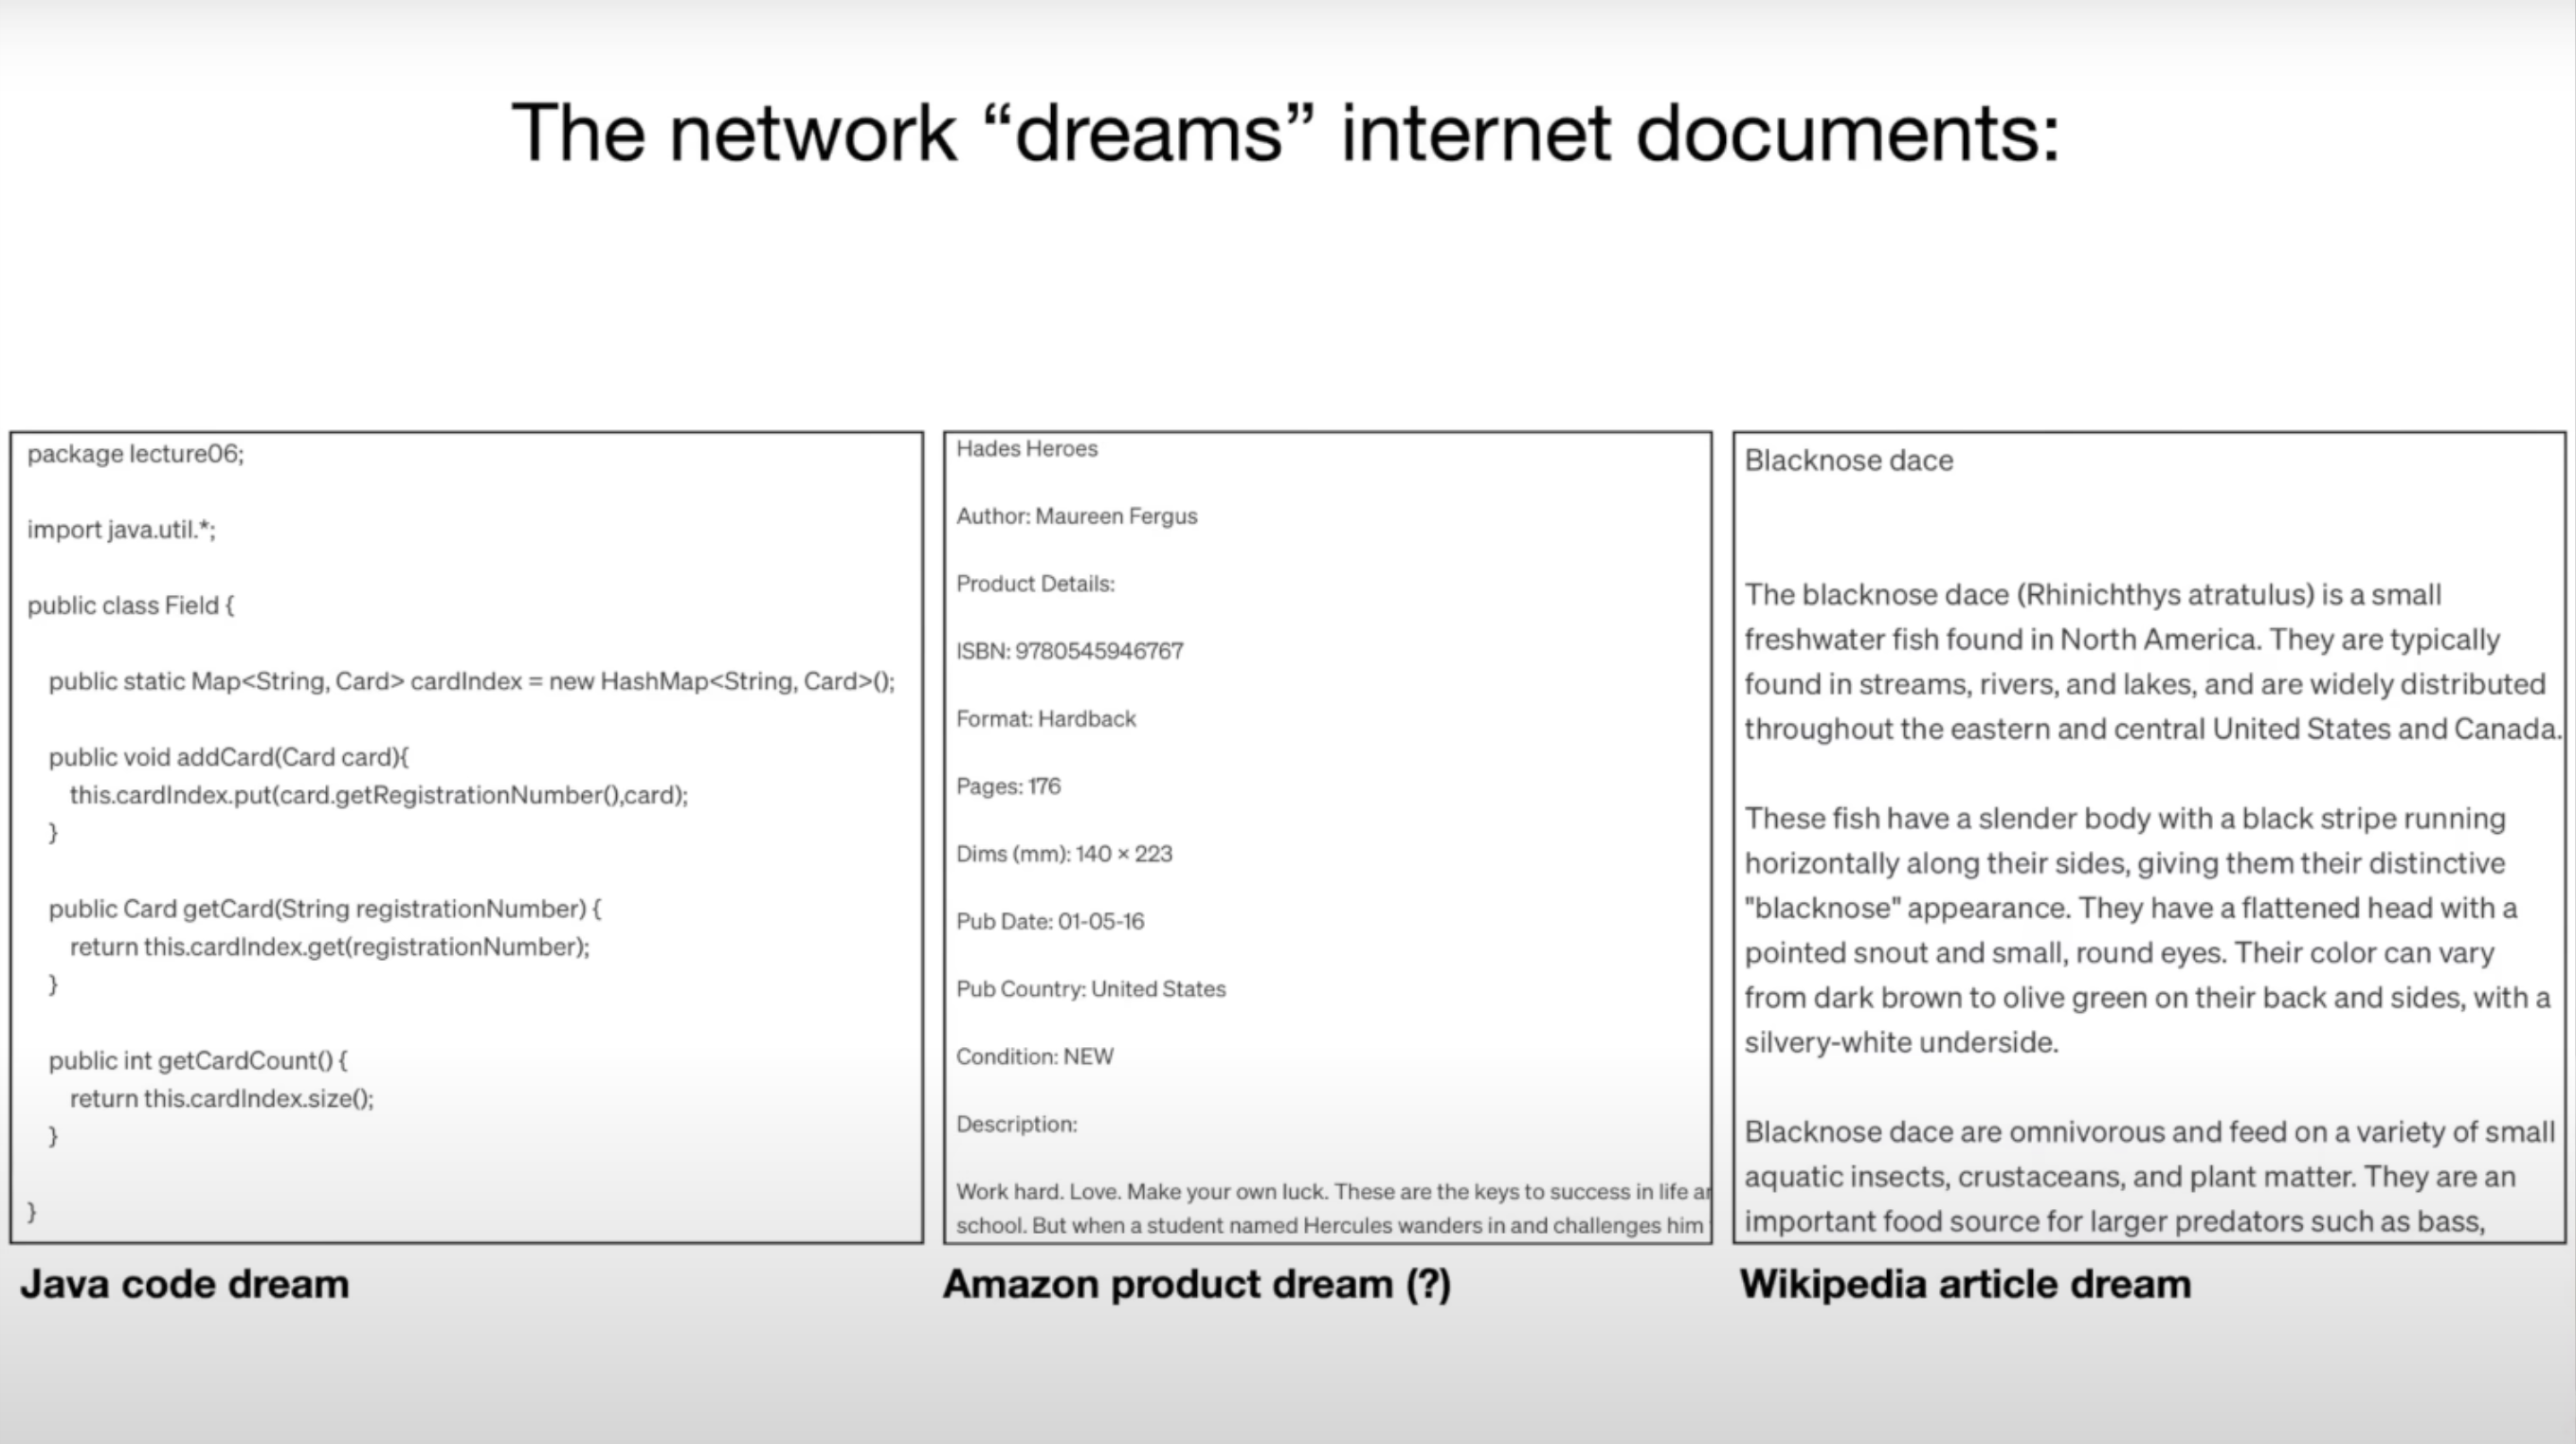 The network “dreams” internet documents:
package lecture06;
import java.util.*;
public class Field {
public static Map<String, Card> cardIndex = new HashMap<String, Card>();
public void addCard(Card card){
this.cardIndex.put(card.getRegistrationNumber(),card);
}
public Card getCard(String registrationNumber) {
return this.cardIndex.get(registrationNumber);
}
public int getCardCount() {
return this.cardIndex.size();
}
}
Java code dream
Hades Heroes
Author: Maureen Fergus
Product Details:
ISBN: 9780545946767
Format: Hardback
Pages: 176
Dims (mm): 140 × 223
Pub Date: 01-05-16
Pub Country: United States
Condition: NEW
Description:
Work hard. Love. Make your own luck. These are the keys to success in life
school. But when a student named Hercules wanders in and challenges him
Amazon product dream (?)
Blacknose dace
The blacknose dace (Rhinichthys atratulus) is a small
freshwater fish found in North America. They are typically
found in streams, rivers, and lakes, and are widely distributed
throughout the eastern and central United States and Canada.
These fish have a slender body with a black stripe running
horizontally along their sides, giving them their distinctive
"blacknose" appearance. They have a flattened head with a
pointed snout and small, round eyes. Their color can vary
from dark brown to olive green on their back and sides, with a
silvery-white underside.
Blacknose dace are omnivorous and feed on a variety of small
aquatic insects, crustaceans, and plant matter. They are an
important food source for larger predators such as bass,
Wikipedia article dream